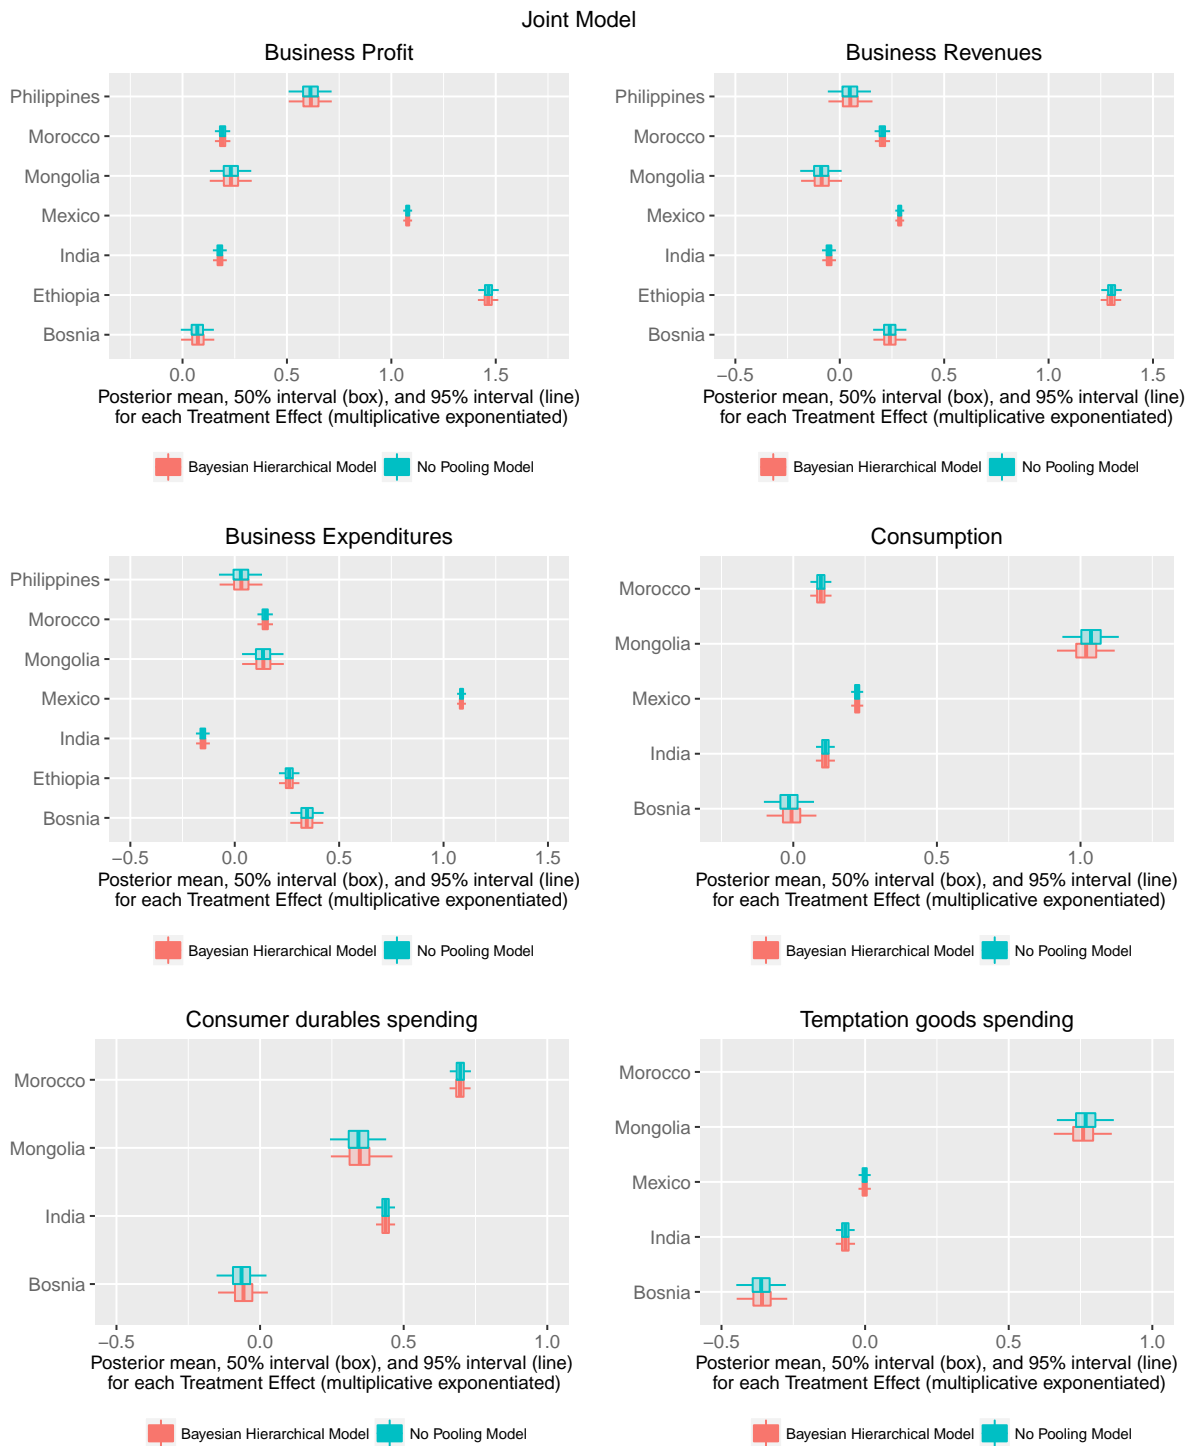 Joint Model
Business Profit
Philippines
Morocco
Mongolia
Mexico
India
Ethiopia
Bosnia
0.0 0.5 1.0 1.5
Posterior mean, 50% interval (box), and 95% interval (line)
for each Treatment Effect (multiplicative exponentiated)
Bayesian Hierarchical Model No Pooling Model
Business Revenues
Philippines
Morocco
Mongolia
Mexico
India
Ethiopia
Bosnia
−0.5 0.0 0.5 1.0 1.5
Posterior mean, 50% interval (box), and 95% interval (line)
for each Treatment Effect (multiplicative exponentiated)
Bayesian Hierarchical Model No Pooling Model
Business Expenditures
Philippines
Morocco
Mongolia
Mexico
India
Ethiopia
Bosnia
−0.5 0.0 0.5 1.0 1.5
Posterior mean, 50% interval (box), and 95% interval (line)
for each Treatment Effect (multiplicative exponentiated)
Bayesian Hierarchical Model No Pooling Model
Consumption
Morocco
Mongolia
Mexico
India
Bosnia
0.0 0.5 1.0
Posterior mean, 50% interval (box), and 95% interval (line)
for each Treatment Effect (multiplicative exponentiated)
Bayesian Hierarchical Model No Pooling Model
Consumer durables spending
Morocco
Mongolia
India
Bosnia
−0.5 0.0 0.5 1.0
Posterior mean, 50% interval (box), and 95% interval (line)
for each Treatment Effect (multiplicative exponentiated)
Bayesian Hierarchical Model No Pooling Model
Temptation goods spending
Morocco
Mongolia
Mexico
India
Bosnia
−0.5 0.0 0.5 1.0
Posterior mean, 50% interval (box), and 95% interval (line)
for each Treatment Effect (multiplicative exponentiated)
Bayesian Hierarchical Model No Pooling Model